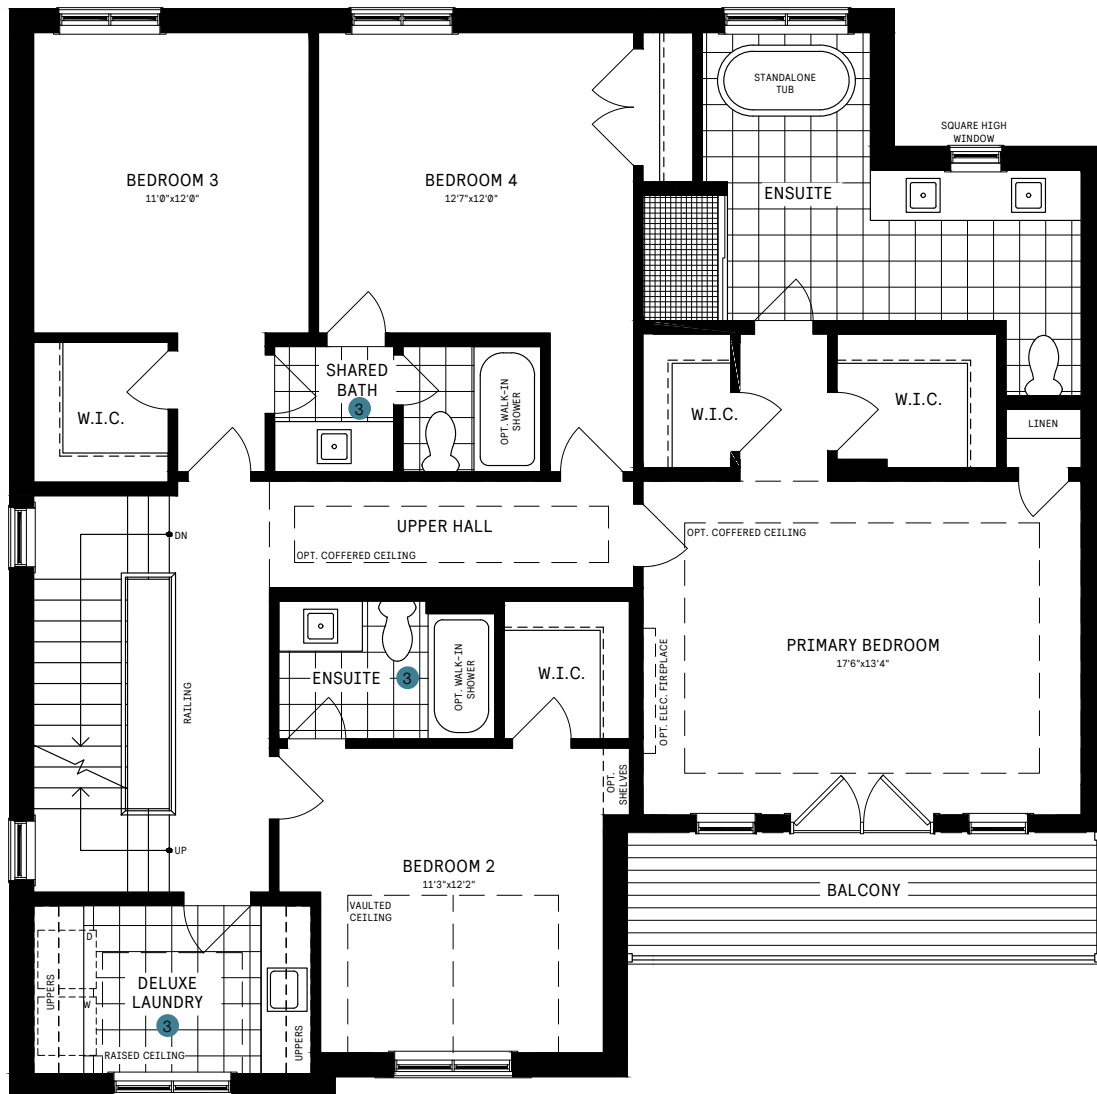 STANDALONE
TUB
SQUARE HIGH
WINDOW
BEDROOM 3
11'0"x12'0"
BEDROOM 4
12'7"x12'0"
ENSUITE
SHARED
BATH
3
OPT. WALK-IN
SHOWER
W.I.C.
W.I.C.
W.I.C.
LINEN
DN
UPPER HALL
OPT. COFFERED CEILING
OPT. COFFERED CEILING
RAILING
ENSUITE
3
OPT. WALK-IN
SHOWER
W.I.C.
OPT. ELEC. FIREPLACE
PRIMARY BEDROOM
17'6"x13'4"
OPT.
SHELVES
UP
BEDROOM 2
11'3"x12'2"
VAULTED
CEILING
BALCONY
D
W
UPPERS
DELUXE
LAUNDRY
3
RAISED CEILING
UPPERS